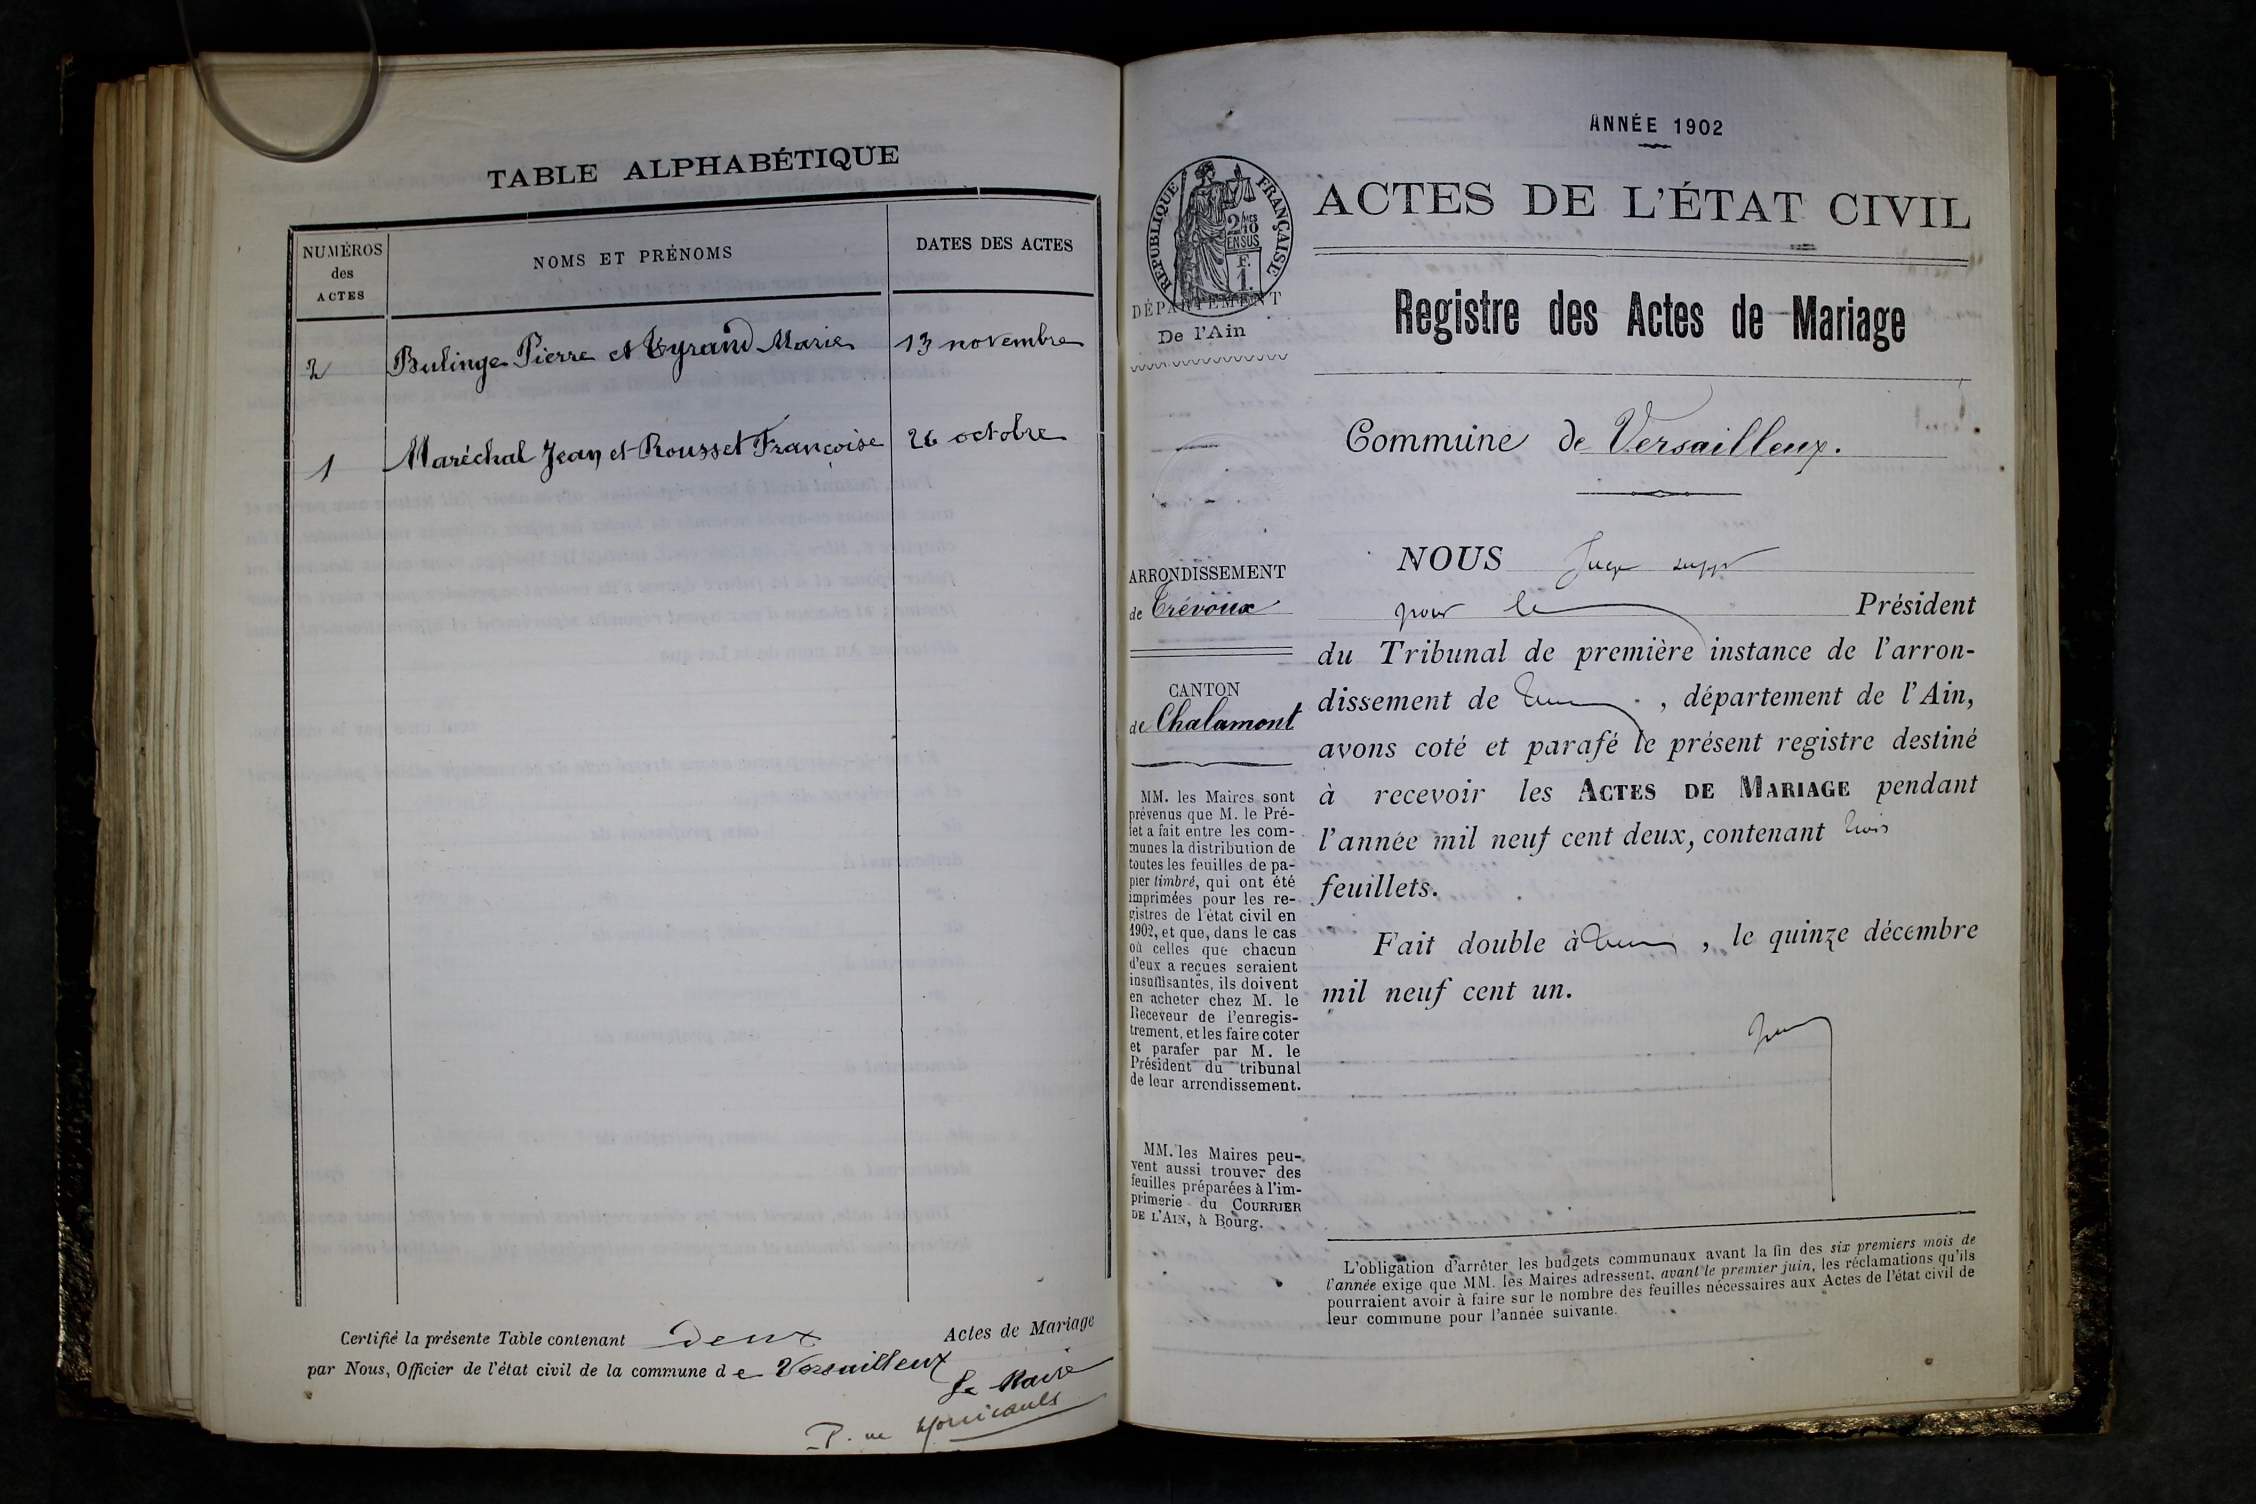 TABLE ALPHABÉTIQUE
NUMÉROS des ACTES
NOMS ET PRÉNOMS
DATES DES ACTES
2 Bulinge Pierre et Eyraud Marie 13 novembre
1 Maréchal Jean et Rousset Françoise 26 octobre
Certifié la présente Table contenant deux Actes de Mariage
par Nous, Officier de l'état civil de la commune de Versailleux
Le Maire
ANNÉE 1902
RÉPUBLIQUE FRANÇAISE
2/10 MES
EN SUS
F.
1.
DÉPARTEMENT
De l'Ain
ARRONDISSEMENT
de Trévoux
CANTON
de Chalamont
MM. les Maires sont
prévenus que M. le Pré-
fet a fait entre les com-
munes la distribution de
toutes les feuilles de pa-
pier timbré, qui ont été
imprimées pour les re-
gistres de l'état civil en
1902, et que, dans le cas
où celles que chacun
d'eux a reçues seraient
insuffisantes, ils doivent
en acheter chez M. le
Receveur de l'enregis-
trement, et les faire coter
et parafer par M. le
Président du tribunal
de leur arrondissement.
MM. les Maires peu-
vent aussi trouver des
feuilles préparées à l'im-
primerie du COURRIER
DE L'AIN, à Bourg.
ACTES DE L'ÉTAT CIVIL
Registre des Actes de Mariage
Commune de Versailleux.
NOUS Juge supp
pour le Président
du Tribunal de première instance de l'arron-
dissement de , département de l'Ain,
avons coté et parafé le présent registre destiné
à recevoir les ACTES DE MARIAGE pendant
l'année mil neuf cent deux, contenant trois
feuillets.
Fait double à , le quinze décembre
mil neuf cent un.
L'obligation d'arrêter les budgets communaux avant la fin des six premiers mois de
l'année exige que MM. les Maires adressent, avant le premier juin, les réclamations qu'ils
pourraient avoir à faire sur le nombre des feuilles nécessaires aux Actes de l'état civil de
leur commune pour l'année suivante.